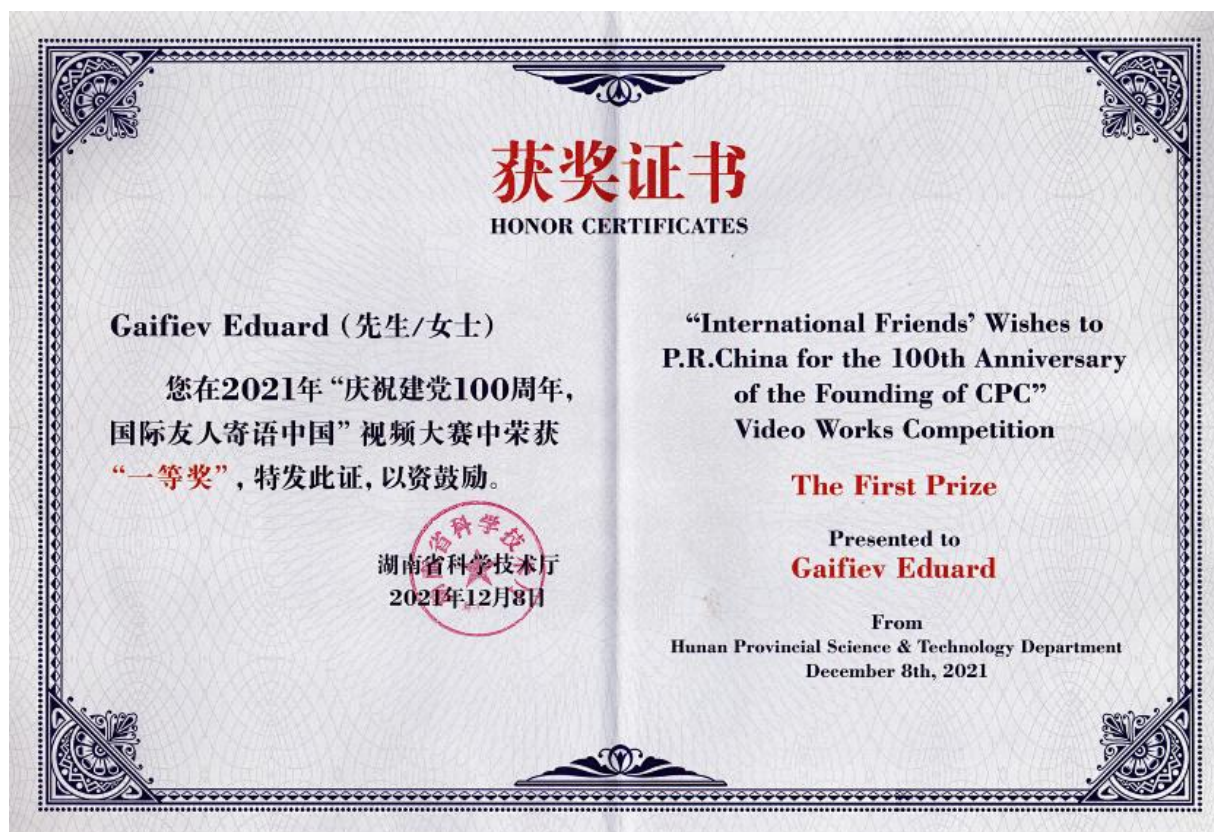 获奖证书
HONOR CERTIFICATES
Gaifiev Eduard（先生/女士）
您在2021年“庆祝建党100周年，
国际友人寄语中国”视频大赛中荣获
“一等奖”，特发此证，以资鼓励。
湖南省科学技术厅
2021年12月8日
“International Friends’ Wishes to
P.R.China for the 100th Anniversary
of the Founding of CPC”
Video Works Competition
The First Prize
Presented to
Gaifiev Eduard
From
Hunan Provincial Science & Technology Department
December 8th, 2021